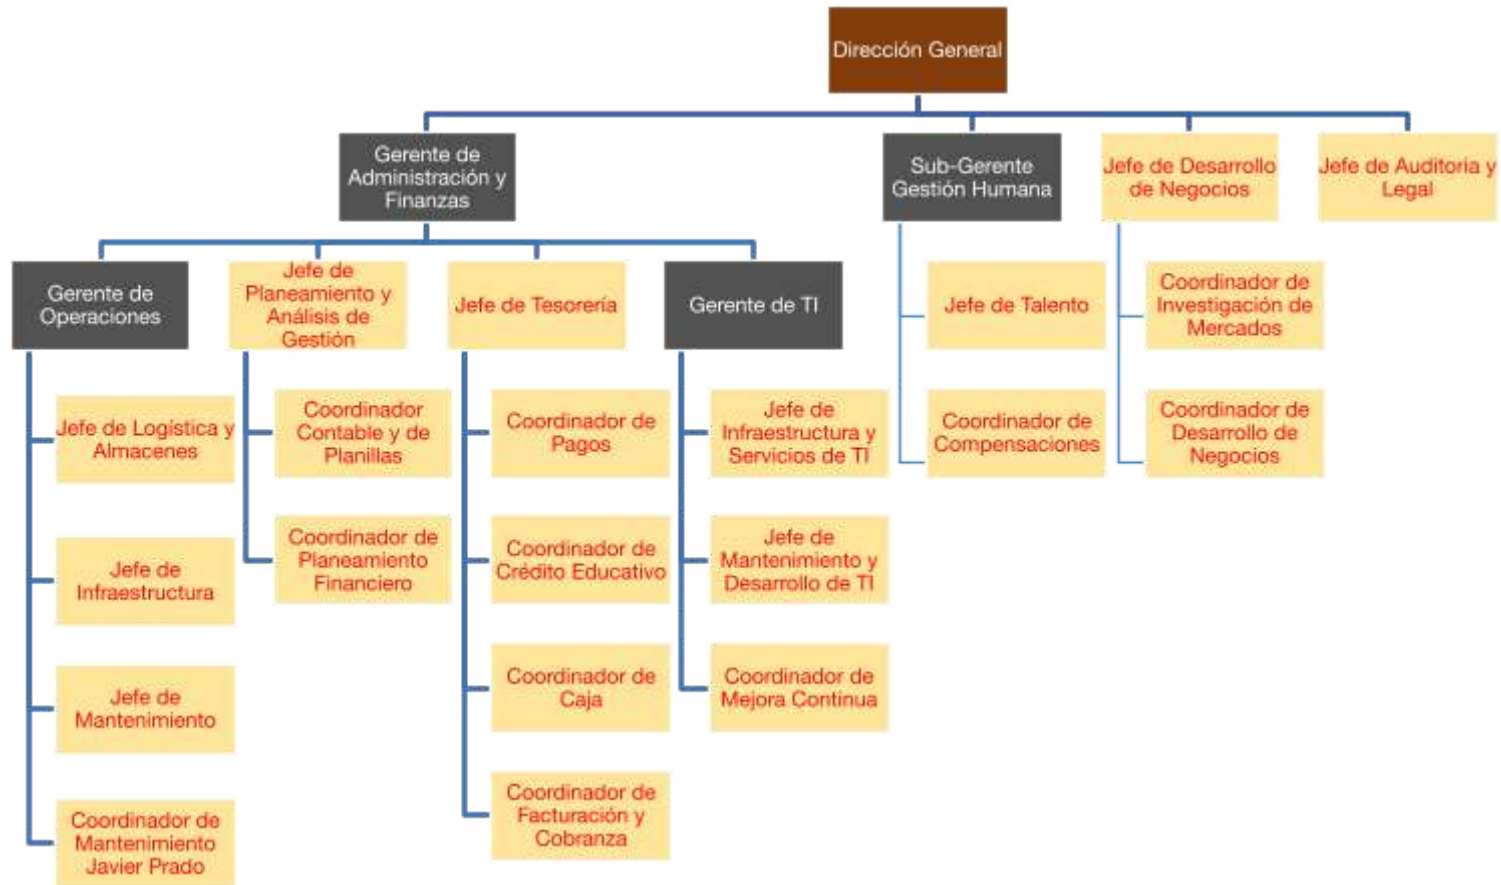 Dirección General
Gerente de
Administración y
Finanzas
Sub-Gerente
Gestión Humana
Jefe de Desarrollo
de Negocios
Jefe de Auditoria y
Legal
Gerente de
Operaciones
Jefe de
Planeamiento y
Análisis de
Gestión
Jefe de Tesorería
Gerente de TI
Jefe de Talento
Coordinador de
Investigación de
Mercados
Jefe de Logística y
Almacenes
Coordinador
Contable y de
Planillas
Coordinador de
Pagos
Jefe de
Infraestructura y
Servicios de TI
Coordinador de
Compensaciones
Coordinador de
Desarrollo de
Negocios
Jefe de
Infraestructura
Coordinador de
Planeamiento
Financiero
Coordinador de
Crédito Educativo
Jefe de
Mantenimiento y
Desarrollo de TI
Jefe de
Mantenimiento
Coordinador de
Caja
Coordinador de
Mejora Continua
Coordinador de
Mantenimiento
Javier Prado
Coordinador de
Facturación y
Cobranza